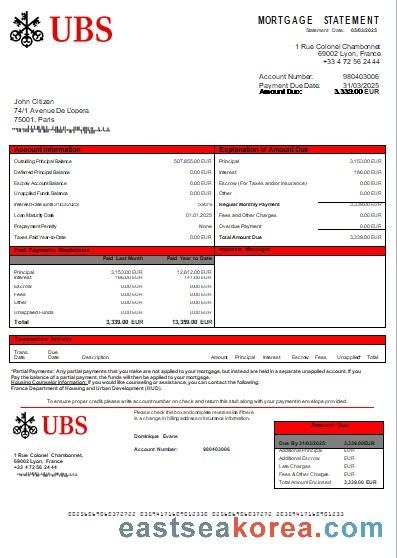 UBS
MORTGAGE STATEMENT
Statement Date: 05/03/2025
1 Rue Colonel Chambonnet
69002 Lyon, France
+33 4 72 56 24 44
Account Number: 980403006
Payment Due Date: 31/03/2025
Amount Due: 3,339.00 EUR
John Citizen
74/1 Avenue De L'opera
75001, Paris
Account Information
Outstanding Principal Balance 507,855.00 EUR
Deferred Principal Balance 0.00 EUR
Escrow Account Balance 0.00 EUR
Unapplied Funds Balance 0.00 EUR
Interest Rate
Loan Maturity Date 01.01.2025
Prepayment Penalty None
Taxes Paid Year-to-Date 0.00 EUR
Explanation of Amount Due
Principal 3,153.00 EUR
Interest 186.00 EUR
Escrow (For Taxes and/or Insurance) 0.00 EUR
Other 0.00 EUR
Regular Monthly Payment 3,339.00 EUR
Fees and Other Charges 0.00 EUR
Overdue Payment 0.00 EUR
Total Amount Due 3,339.00 EUR
Past Payments Breakdown
Paid Last Month Paid Year to Date
Principal 3,153.00 EUR 12,612.00 EUR
Interest 186.00 EUR
Escrow 0.00 EUR 0.00 EUR
Fees 0.00 EUR 0.00 EUR
Other 0.00 EUR 0.00 EUR
Unapplied Funds 0.00 EUR 0.00 EUR
Total 3,339.00 EUR 13,359.00 EUR
Important Messages
Transaction Activity
Trans. Date Due Date Description Amount Principal Interest Escrow Fees Unapplied* Total
*Partial Payments: Any partial payments that you make are not applied to your mortgage, but instead are held in a separate unapplied account. If you
Pay the balance of a partial payment, the funds will then be applied to your mortgage.
Housing Counselor Information: If you would like counseling or assistance, you can contact the following:
France Department of Housing and Urban Development (HUD).
To ensure proper credit please write account number on check and return this stub along with your payment in envelope provided.
UBS
1 Rue Colonel Chambonnet,
69002 Lyon, France
+33 4 72 56 24 44
Please check this box and complete reverse side if there
is a change in billing address or insurance information.
Dominique Evans
Account Number: 980403006
Amount Due
Due By 31/03/2025: 3,339.00EUR
Additional Principal EUR
Additional Escrow EUR
Late Charges EUR
Fees & Other Charges EUR
Total Amount Enclosed 3,339.00 EUR
eastseakorea.com